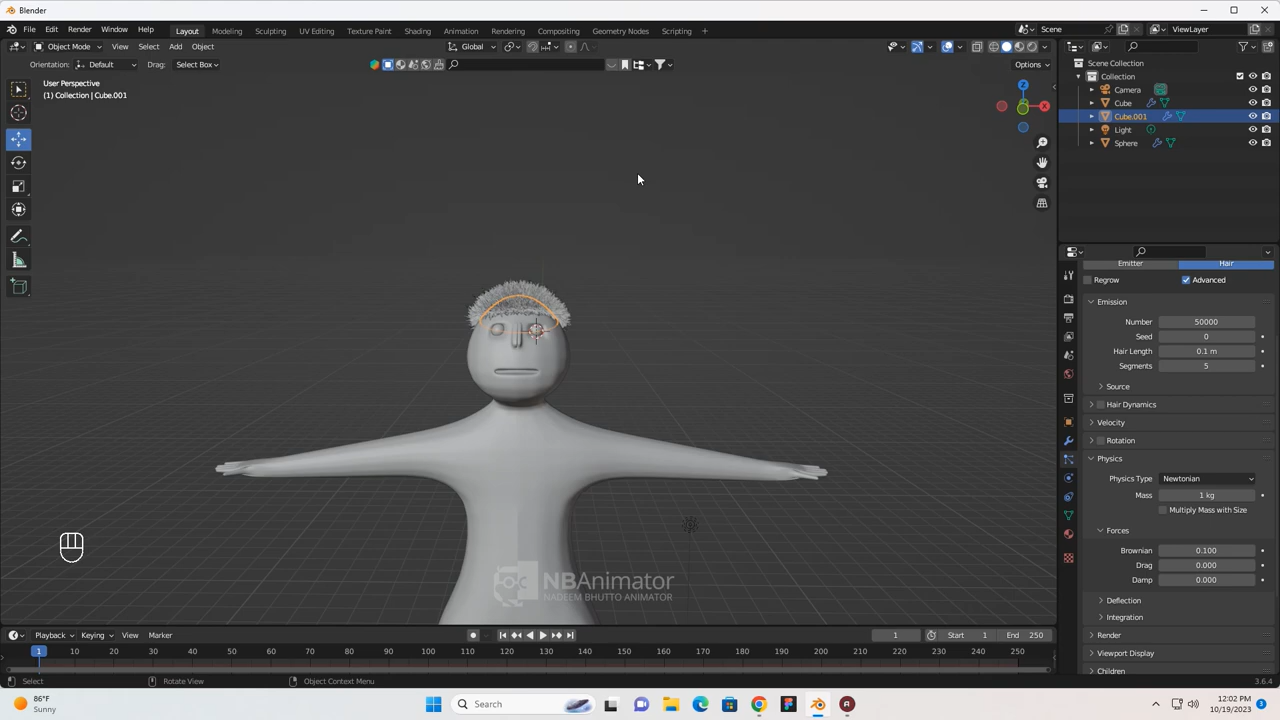 Blender
File Edit Render Window Help Layout Modeling Sculpting UV Editing Texture Paint Shading Animation Rendering Compositing Geometry Nodes Scripting + Scene ViewLayer
Object Mode View Select Add Object Global
Orientation: Default Drag: Select Box Options
User Perspective
(1) Collection | Cube.001
Z
X
Scene Collection
Collection
Camera
Cube
Cube.001
Light
Sphere
Emitter Hair
Regrow Advanced
Emission
Number 50000
Seed 0
Hair Length 0.1 m
Segments 5
Source
Hair Dynamics
Velocity
Rotation
Physics
Physics Type Newtonian
Mass 1 kg
Multiply Mass with Size
Forces
Brownian 0.100
Drag 0.000
Damp 0.000
Deflection
Integration
Render
Viewport Display
Children
NBAnimator
NADEEM BHUTTO ANIMATOR
Playback Keying View Marker 1 Start 1 End 250
1 10 20 30 40 50 60 70 80 90 100 110 120 130 140 150 160 170 180 190 200 210 220 230 240 250
Select Rotate View Object Context Menu 3.6.4
86°F
Sunny
Search
12:02 PM
10/19/2023
3